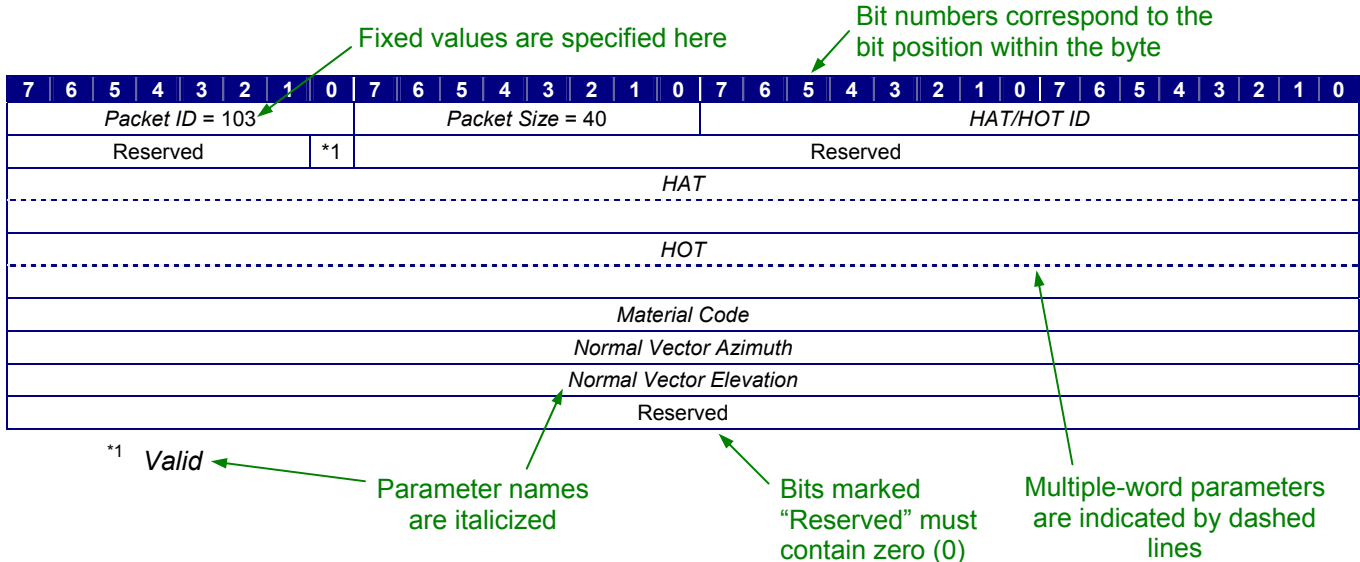 Fixed values are specified here
Bit numbers correspond to the
bit position within the byte
7 6 5 4 3 2 1 0 7 6 5 4 3 2 1 0 7 6 5 4 3 2 1 0 7 6 5 4 3 2 1 0
Packet ID = 103 Packet Size = 40 HAT/HOT ID
Reserved *1 Reserved
HAT
HOT
Material Code
Normal Vector Azimuth
Normal Vector Elevation
Reserved
*1 Valid
Parameter names
are italicized
Bits marked
“Reserved” must
contain zero (0)
Multiple-word parameters
are indicated by dashed
lines